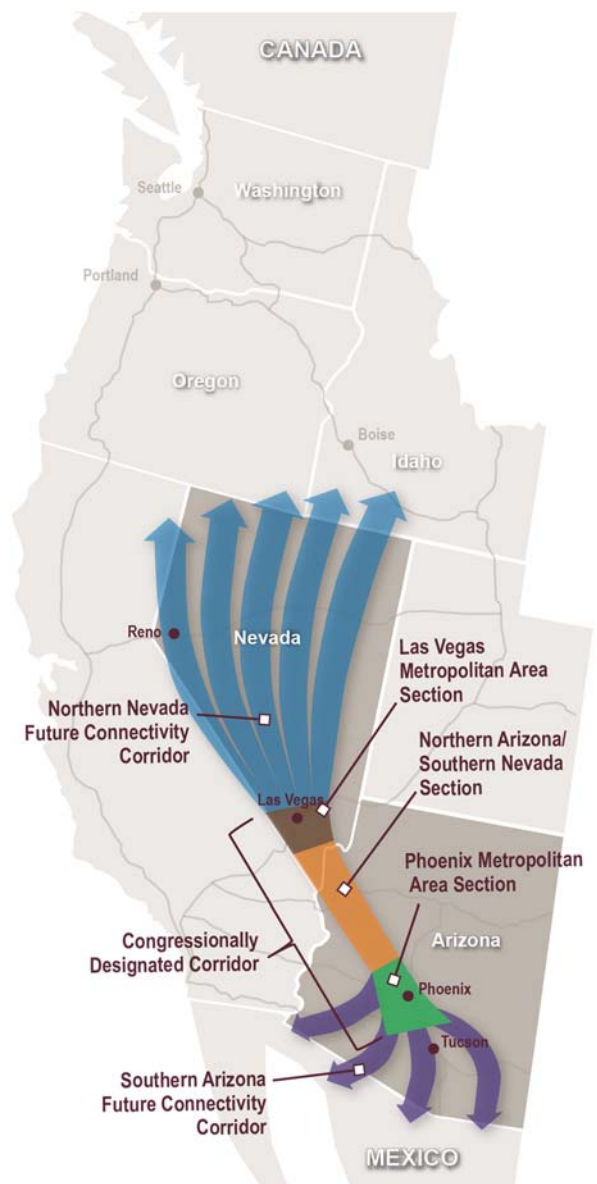 CANADA
Seattle
Washington
Portland
Oregon
Boise
Idaho
Reno
Nevada
Las Vegas
Metropolitan Area
Section
Northern Nevada
Future Connectivity
Corridor
Northern Arizona/
Southern Nevada
Section
Las Vegas
Phoenix Metropolitan
Area Section
Congressionally
Designated Corridor
Arizona
Phoenix
Tucson
Southern Arizona
Future Connectivity
Corridor
MEXICO